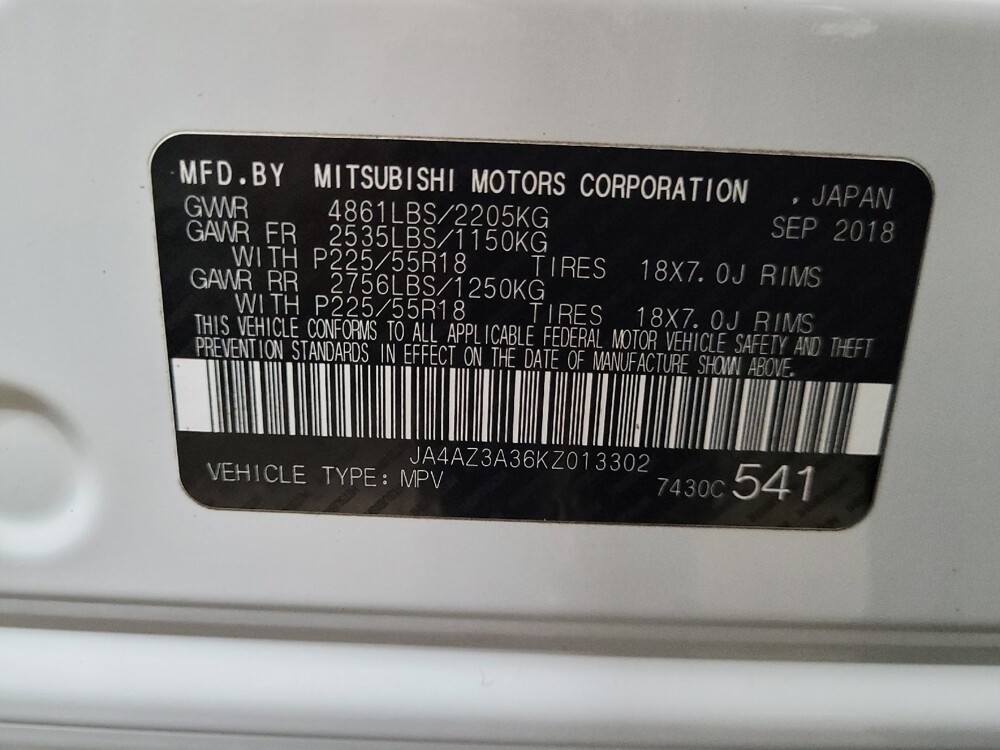 MFD.BY MITSUBISHI MOTORS CORPORATION , JAPAN
GVWR 4861LBS/2205KG SEP 2018
GAWR FR 2535LBS/1150KG
WITH P225/55R18 TIRES 18X7.0J RIMS
GAWR RR 2756LBS/1250KG
WITH P225/55R18 TIRES 18X7.0J RIMS
THIS VEHICLE CONFORMS TO ALL APPLICABLE FEDERAL MOTOR VEHICLE SAFETY AND THEFT
PREVENTION STANDARDS IN EFFECT ON THE DATE OF MANUFACTURE SHOWN ABOVE.
JA4AZ3A36KZ013302
VEHICLE TYPE: MPV 7430C 541